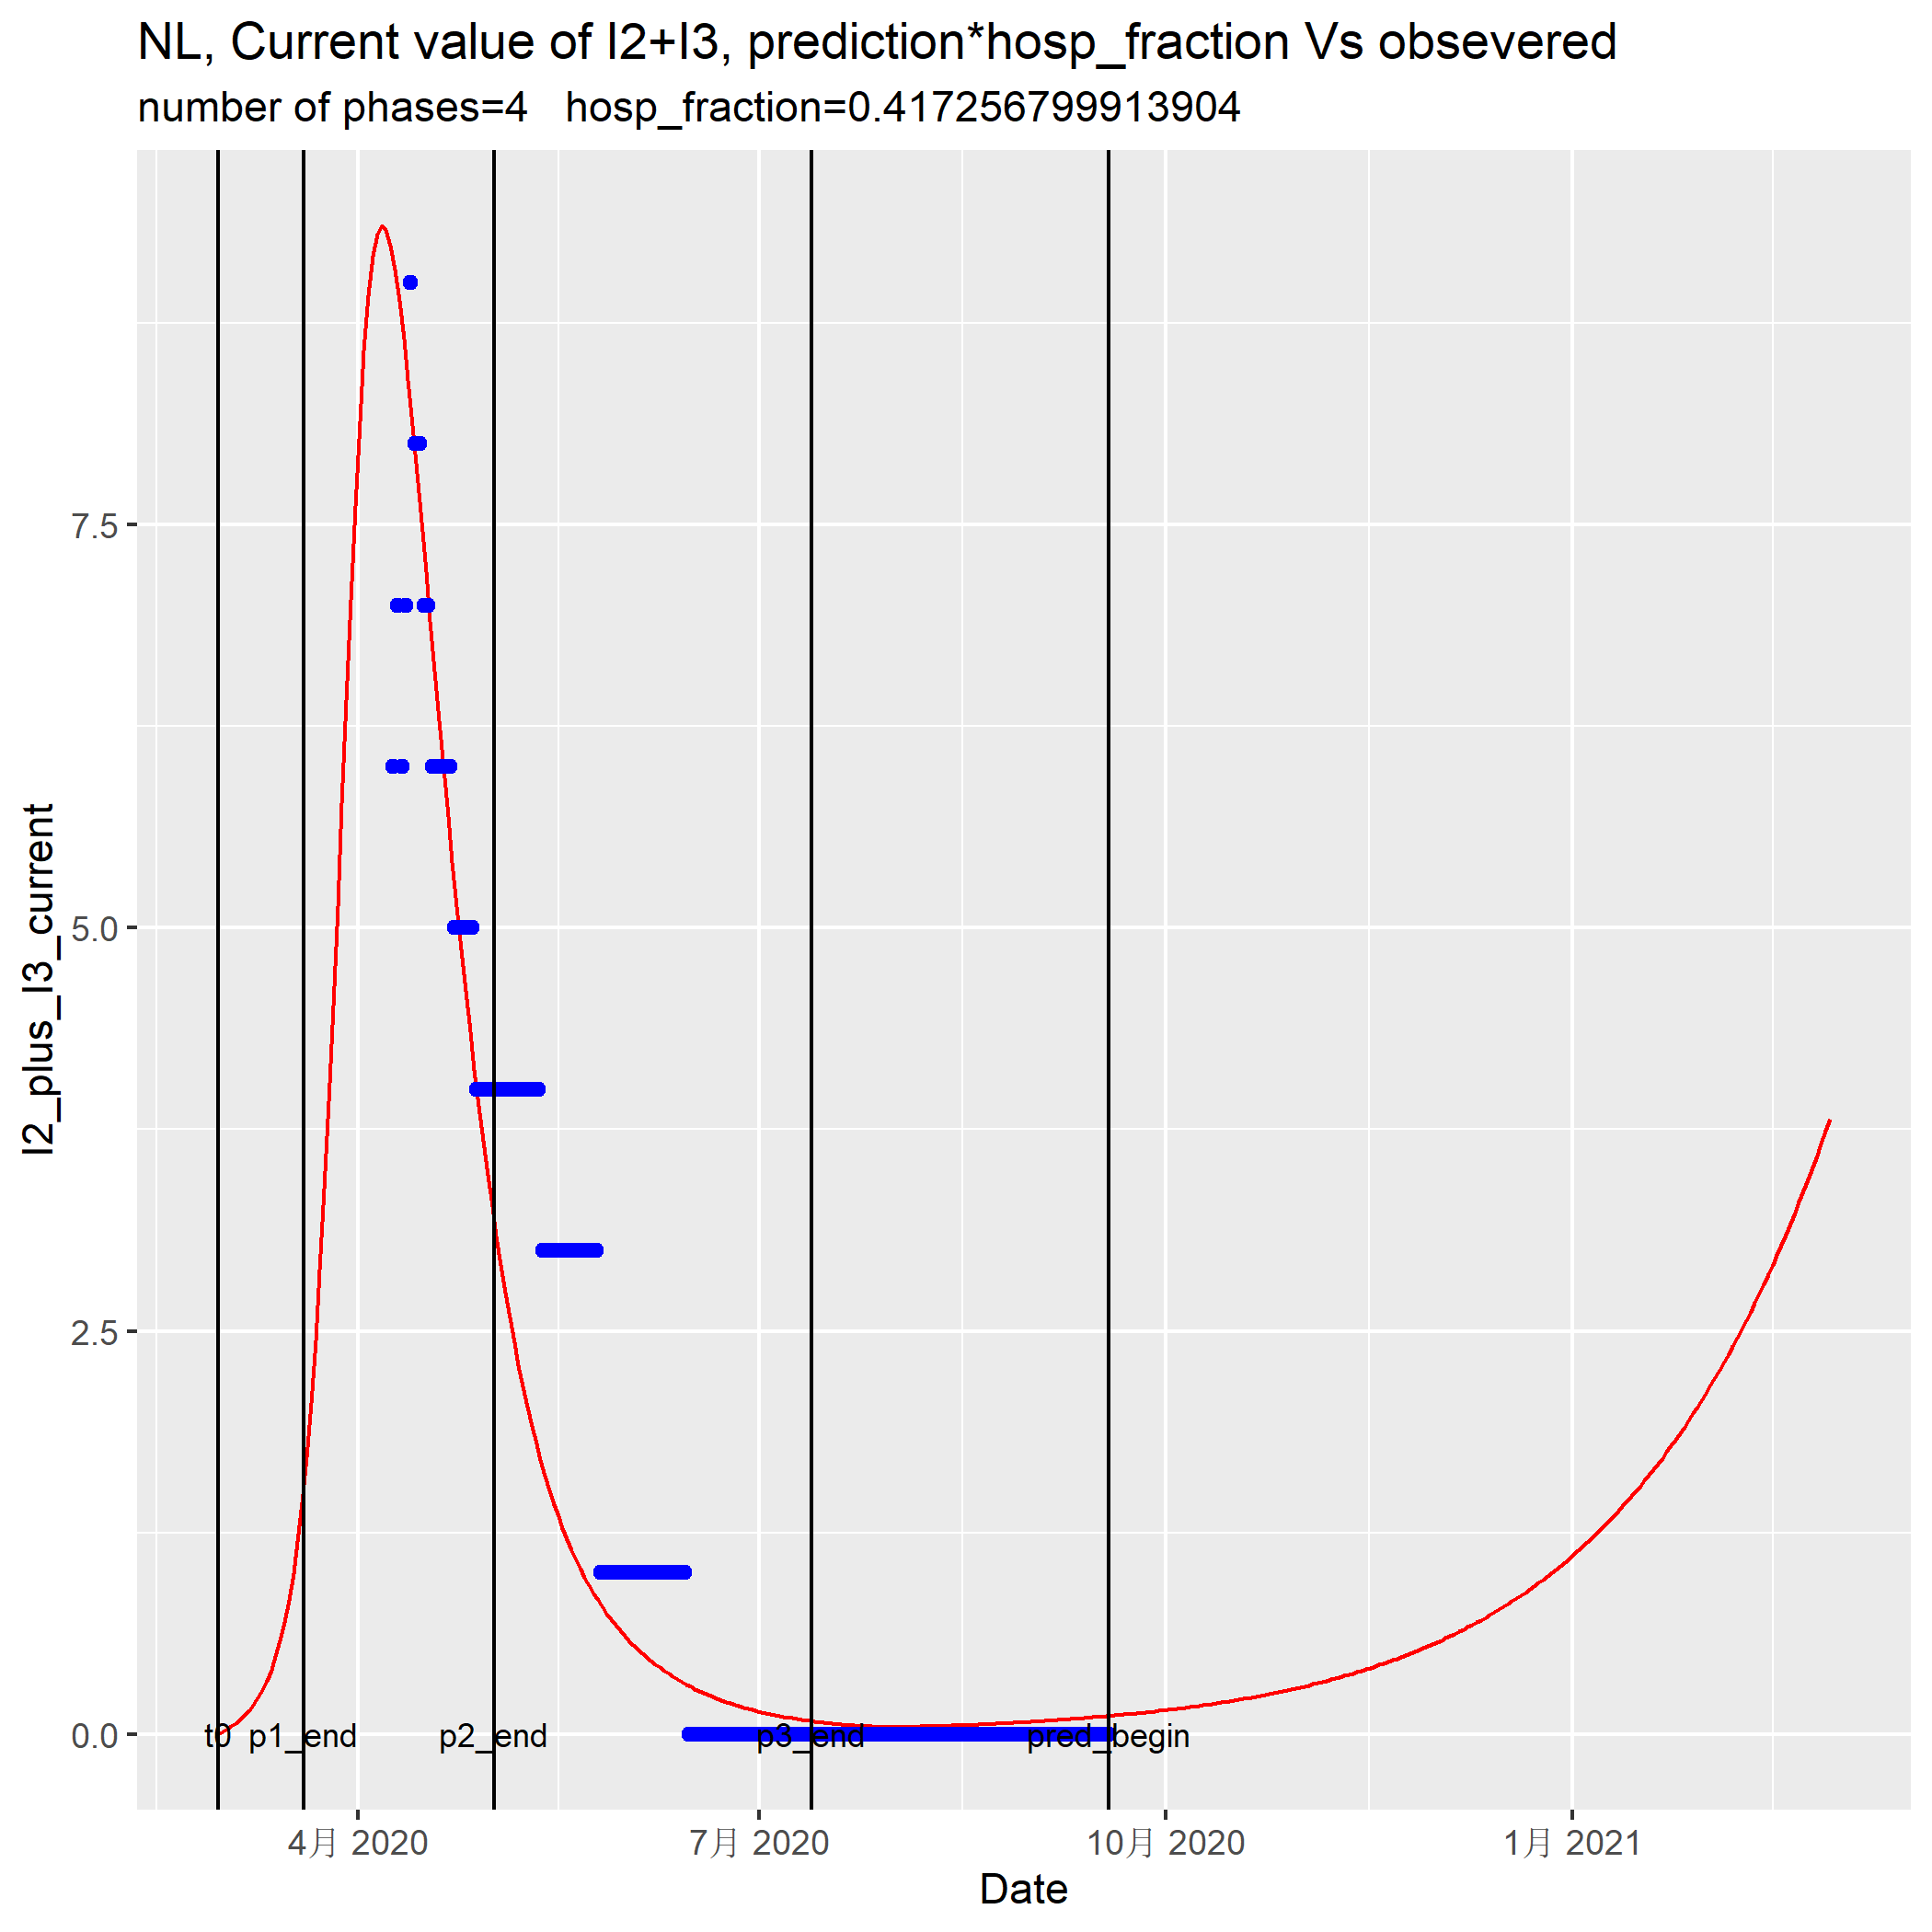 NL, Current value of I2+I3, prediction*hosp_fraction Vs obsevered
number of phases=4 hosp_fraction=0.417256799913904
I2_plus_I3_current
7.5
5.0
2.5
0.0
t0 p1_end p2_end p3_end pred_begin
4月 2020 7月 2020 10月 2020 1月 2021
Date